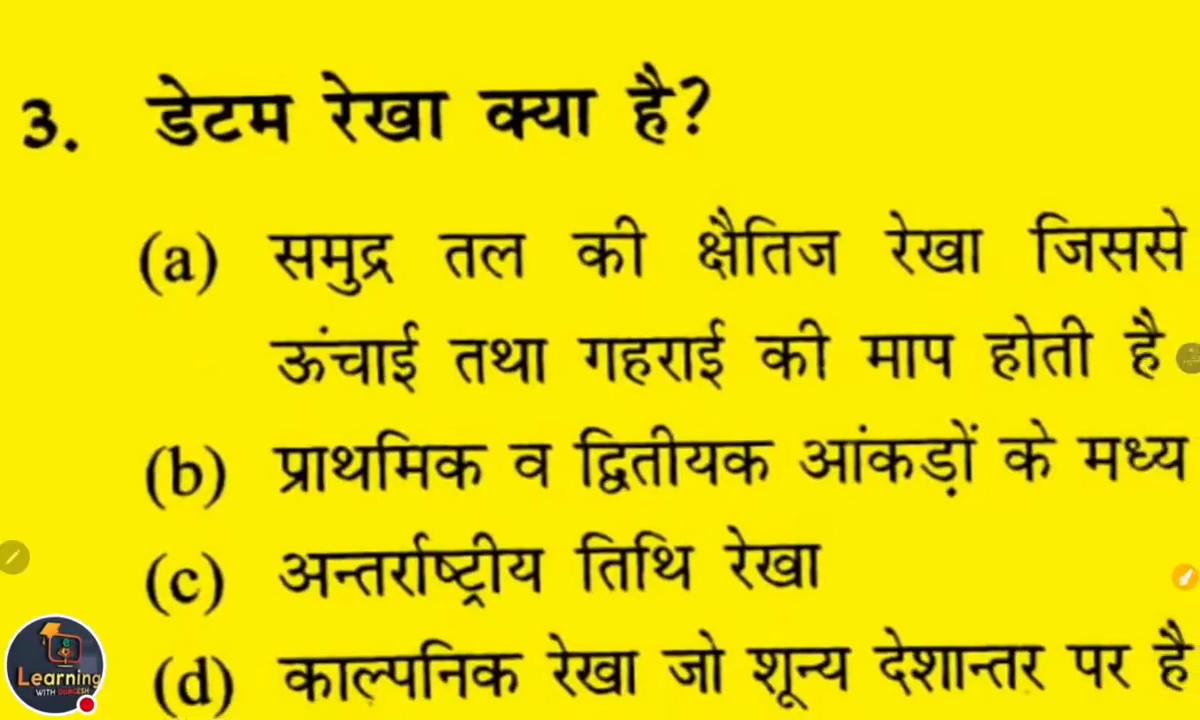 3. डेटम रेखा क्या है?
(a) समुद्र तल की क्षैतिज रेखा जिससे
ऊंचाई तथा गहराई की माप होती है
(b) प्राथमिक व द्वितीयक आंकड़ों के मध्य
(c) अन्तर्राष्ट्रीय तिथि रेखा
(d) काल्पनिक रेखा जो शून्य देशान्तर पर है
Learning
WITH DURGESH